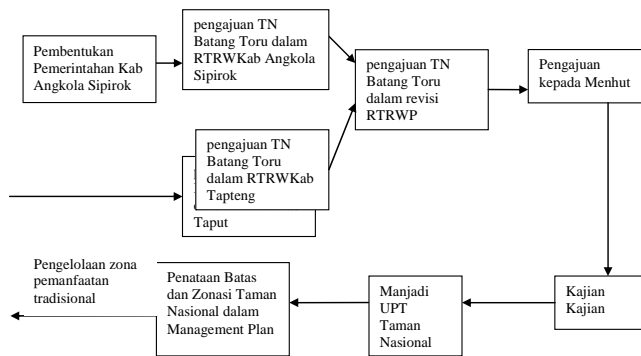 Pembentukan
Pemerintahan Kab
Angkola Sipirok
pengajuan TN
Batang Toru dalam
RTRWKab Angkola
Sipirok
pengajuan TN
Batang Toru
dalam revisi
RTRWP
Pengajuan
kepada Menhut
pengajuan TN
Batang Toru
dalam RTRWKab
Tapteng
Taput
Pengelolaan zona
pemanfaatan
tradisional
Penataan Batas
dan Zonasi Taman
Nasional dalam
Management Plan
Manjadi
UPT
Taman
Nasional
Kajian
Kajian